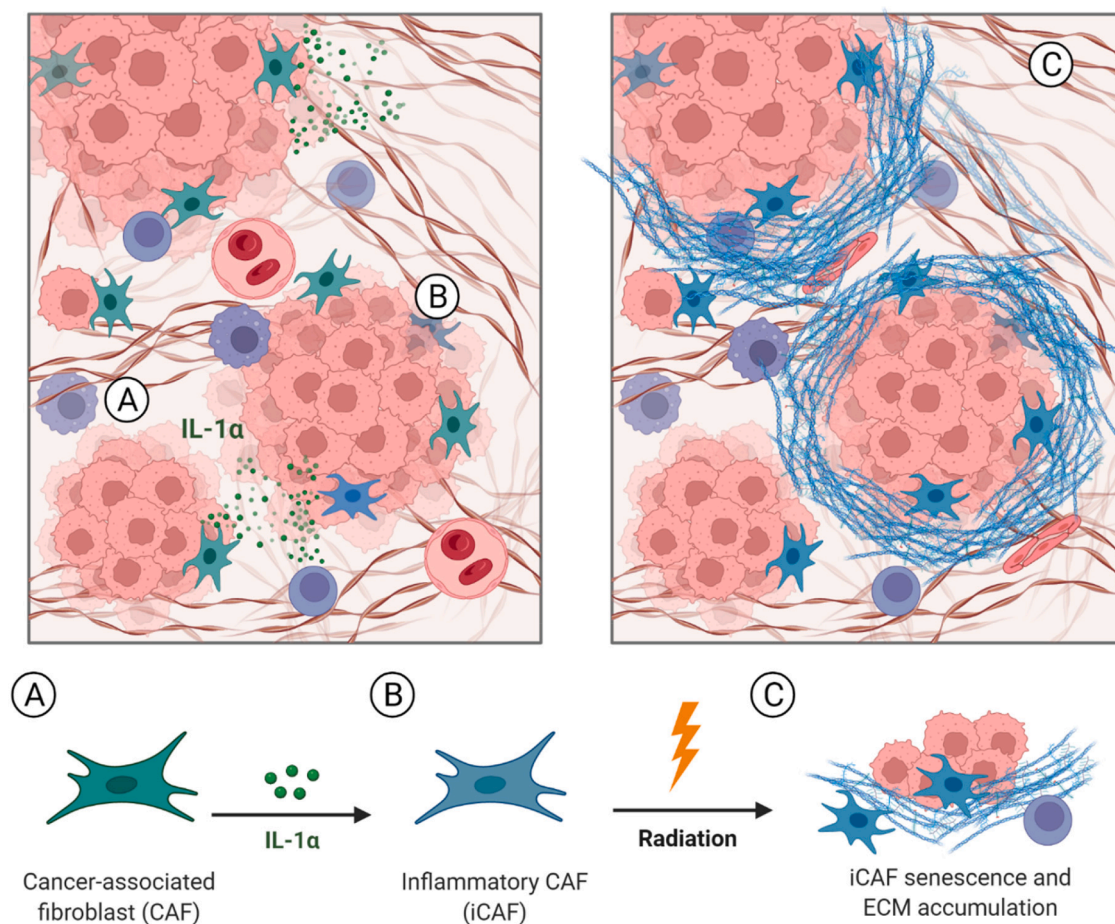 C
B
A
IL-1α
A
B
C
IL-1α
Radiation
Cancer-associated
fibroblast (CAF)
Inflammatory CAF
(iCAF)
iCAF senescence and
ECM accumulation